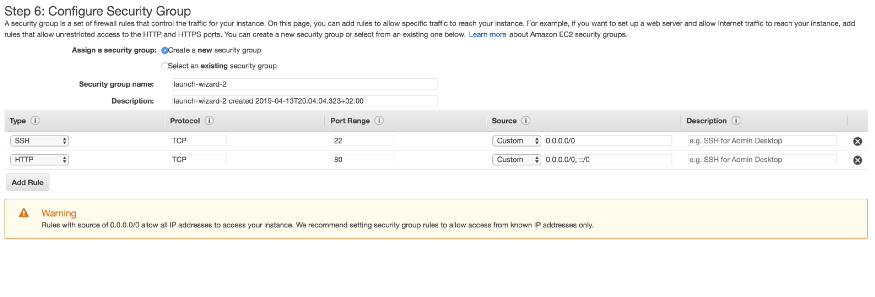 Step 6: Configure Security Group
A security group is a set of firewall rules that control the traffic for your instance. On this page, you can add rules to allow specific traffic to reach your instance. For example, if you want to set up a web server and allow Internet traffic to reach your instance, add
rules that allow unrestricted access to the HTTP and HTTPS ports. You can create a new security group or select from an existing one below. Learn more about Amazon EC2 security groups.
Assign a security group: Create a new security group
Select an existing security group
Security group name: launch-wizard-2
Description: launch-wizard-2 created 2019-04-13T20:04:04.323+02:00
Type i Protocol i Port Range i Source i Description i
SSH TCP 22 Custom 0.0.0.0/0 e.g. SSH for Admin Desktop
HTTP TCP 80 Custom 0.0.0.0/0, ::/0 e.g. SSH for Admin Desktop
Add Rule
Warning
Rules with source of 0.0.0.0/0 allow all IP addresses to access your instance. We recommend setting security group rules to allow access from known IP addresses only.